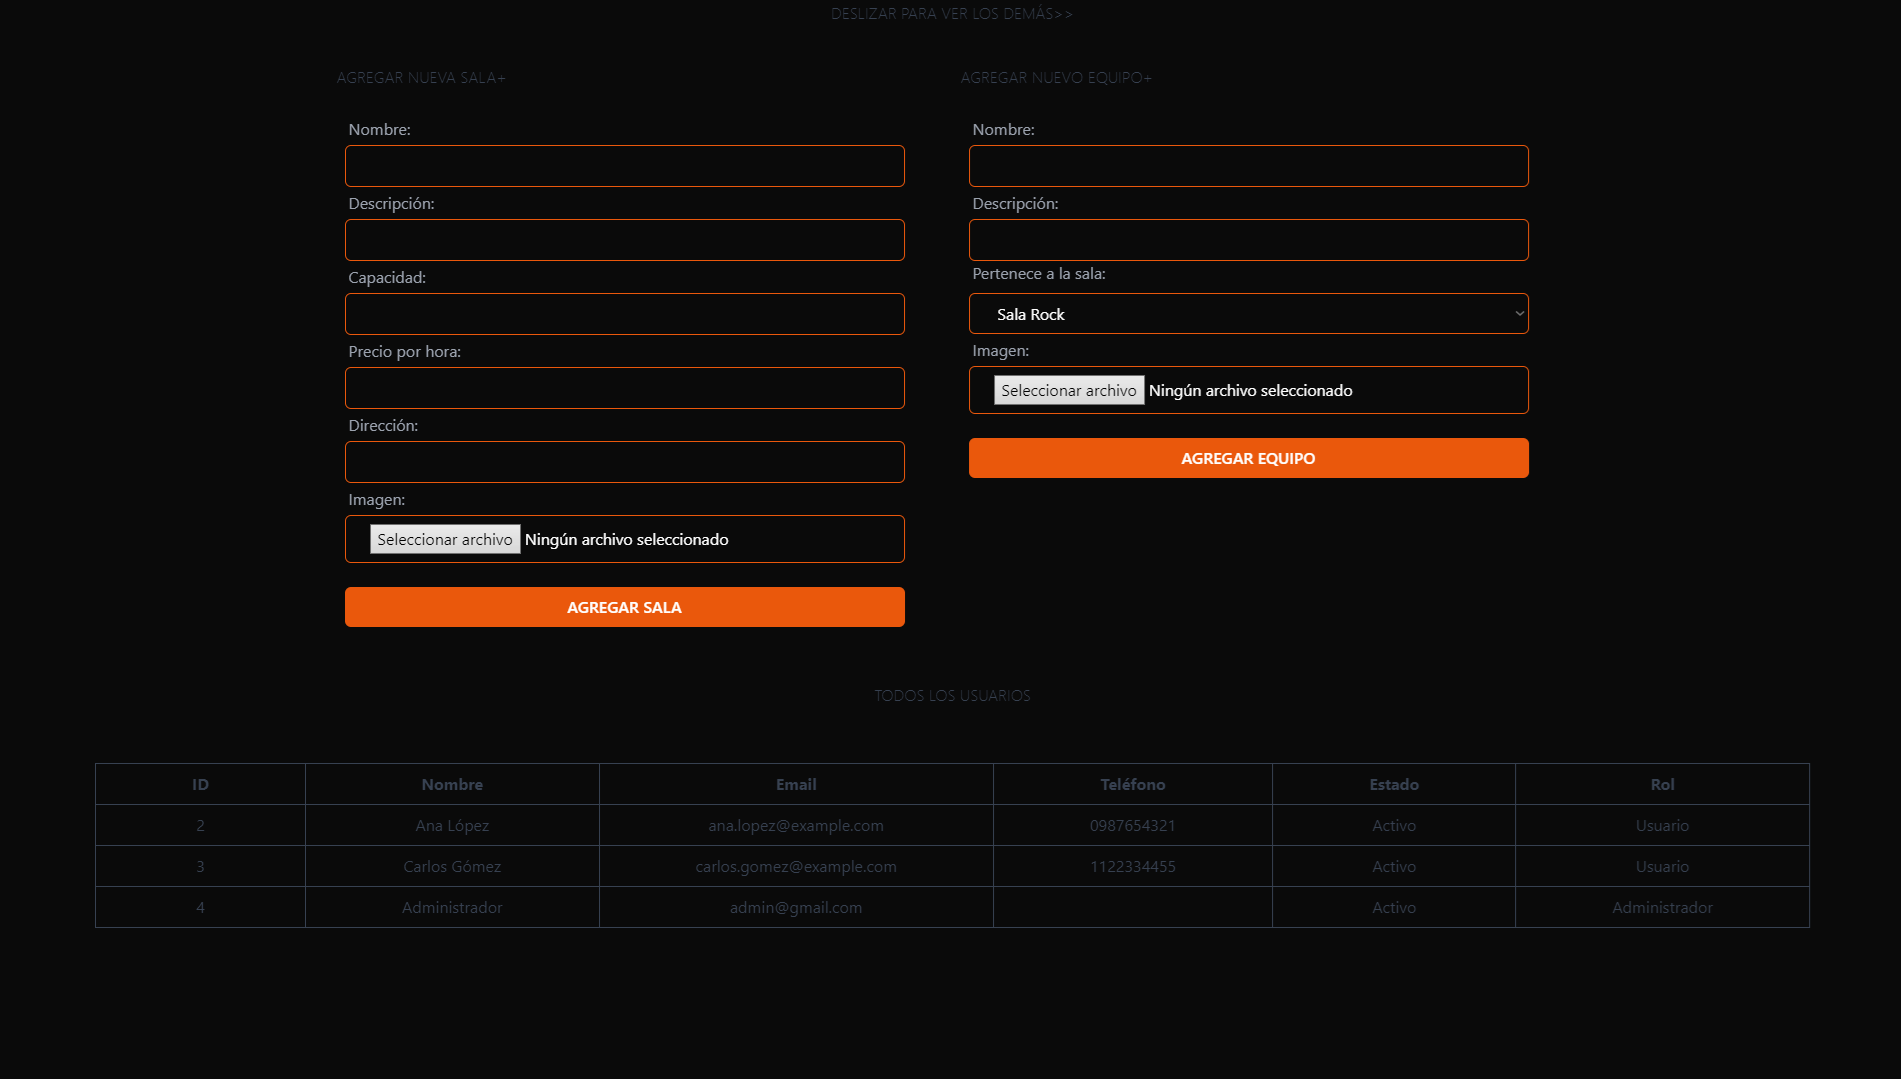 DESLIZAR PARA VER LOS DEMÁS>>
AGREGAR NUEVA SALA+
Nombre:
Descripción:
Capacidad:
Precio por hora:
Dirección:
Imagen:
Seleccionar archivo Ningún archivo seleccionado
AGREGAR SALA
AGREGAR NUEVO EQUIPO+
Nombre:
Descripción:
Pertenece a la sala:
Sala Rock
Imagen:
Seleccionar archivo Ningún archivo seleccionado
AGREGAR EQUIPO
TODOS LOS USUARIOS
ID Nombre Email Teléfono Estado Rol
2 Ana López ana.lopez@example.com 0987654321 Activo Usuario
3 Carlos Gómez carlos.gomez@example.com 1122334455 Activo Usuario
4 Administrador admin@gmail.com Activo Administrador